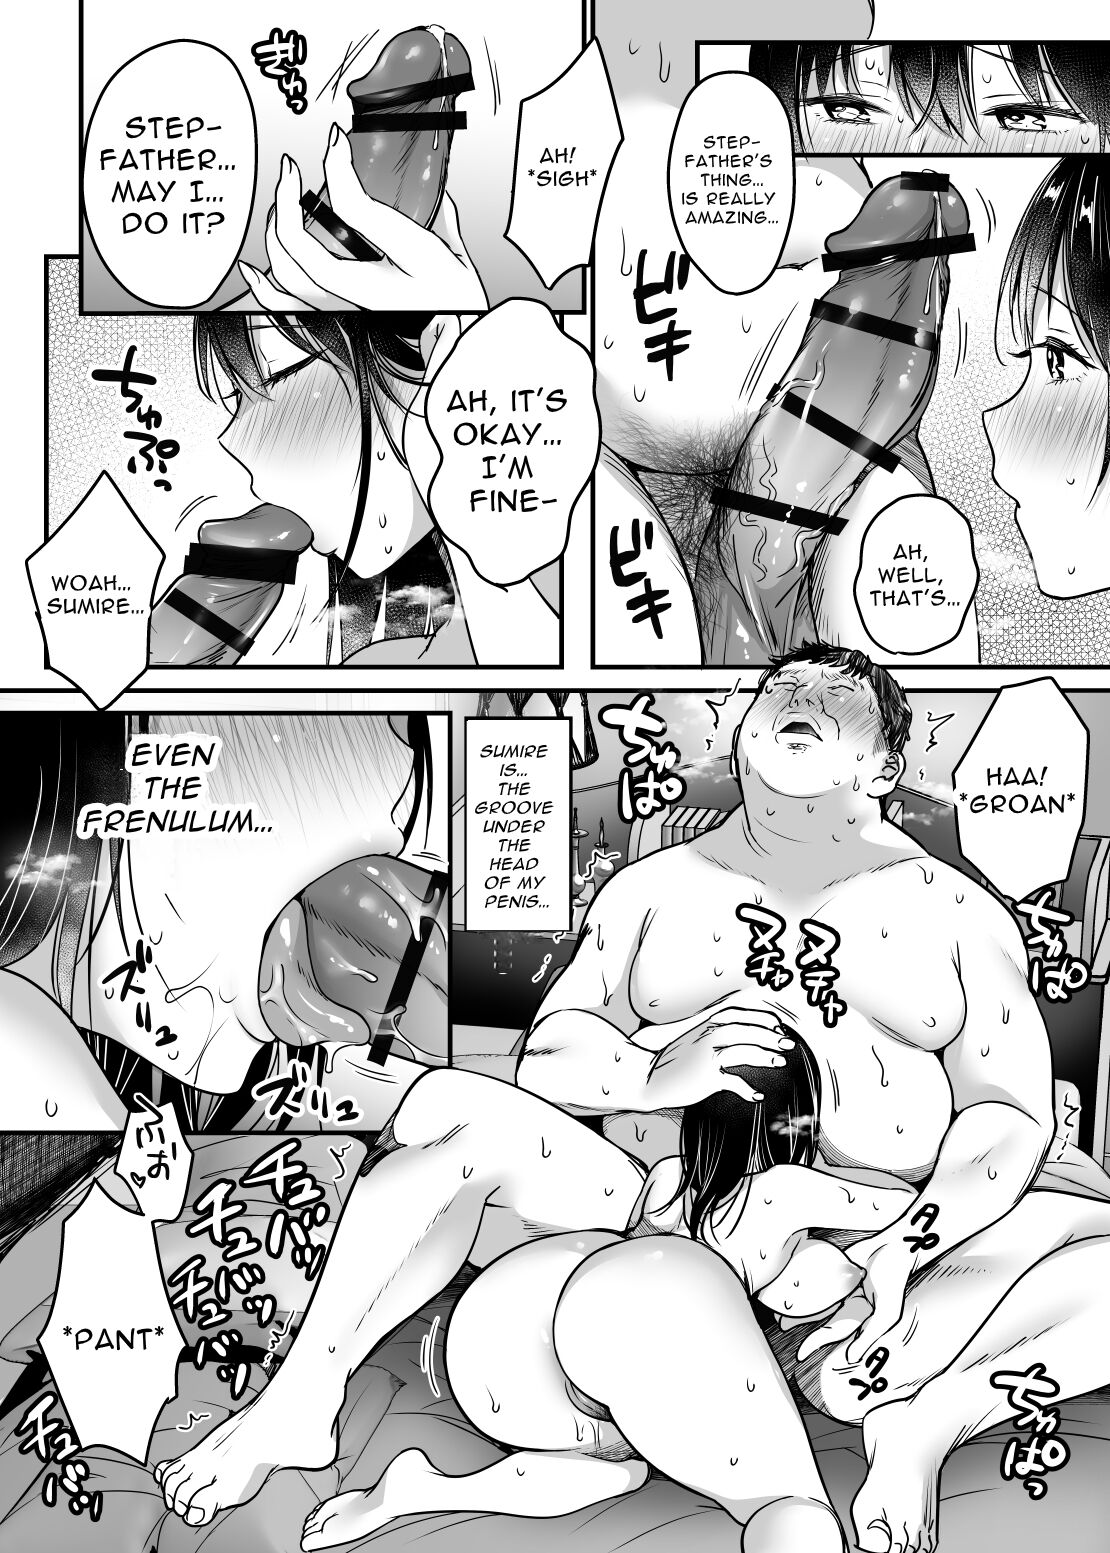 STEP-
FATHER'S
THING...
IS REALLY
AMAZING...
ビキ
ビキ
AH,
WELL,
THAT'S...
AH!
*SIGH*
ぎゅっ
STEP-
FATHER...
MAY I...
DO IT?
AH, IT'S
OKAY...
I'M
FINE-
ちゅぷっ
WOAH...
SUMIRE...
HAA!
*GROAN*
ちゅぱ
ちゅぱ
ヌチャ
ヌチャ
SUMIRE
IS...
THE
GROOVE
UNDER
THE
HEAD
OF MY
PENIS...
EVEN
THE
FRENULUM...
ズリュ
ズリュ
ふぉ
*PANT*
チュバッ
チュバッ
チュバッ
チュバッ
タプ
タプ
ちゅぱっ